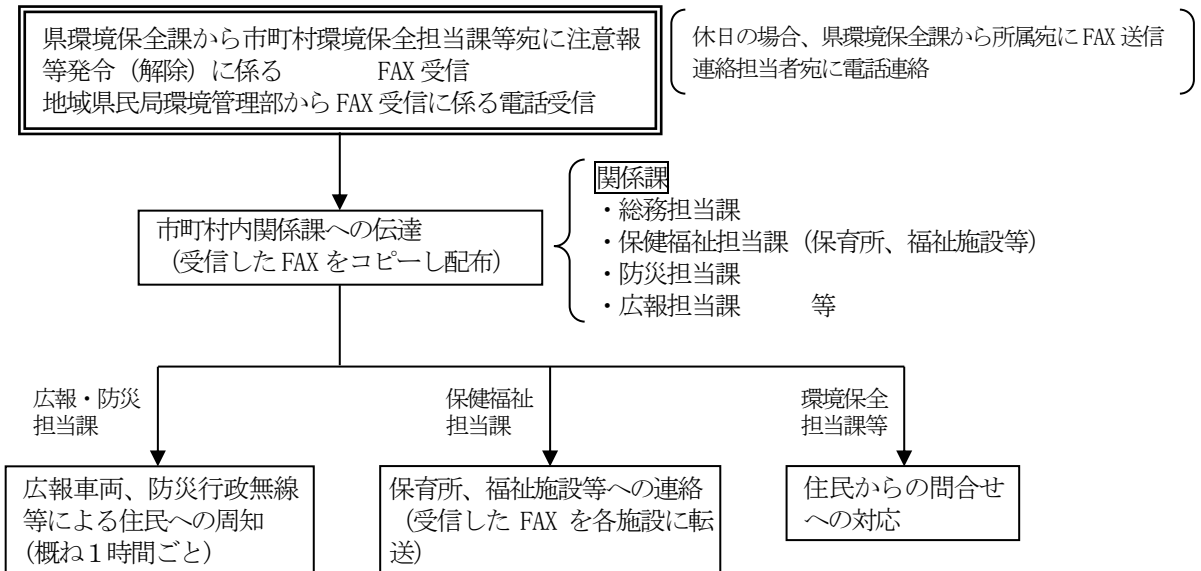 県環境保全課から市町村環境保全担当課等宛に注意報
等発令（解除）に係る　　　　FAX 受信
地域県民局環境管理部から FAX 受信に係る電話受信
休日の場合、県環境保全課から所属宛に FAX 送信
連絡担当者宛に電話連絡
市町村内関係課への伝達
（受信した FAX をコピーし配布）
関係課
・総務担当課
・保健福祉担当課（保育所、福祉施設等）
・防災担当課
・広報担当課　　　等
広報・防災
担当課
保健福祉
担当課
環境保全
担当課等
広報車両、防災行政無線
等による住民への周知
（概ね１時間ごと）
保育所、福祉施設等への連絡
（受信した FAX を各施設に転
送）
住民からの問合せ
への対応